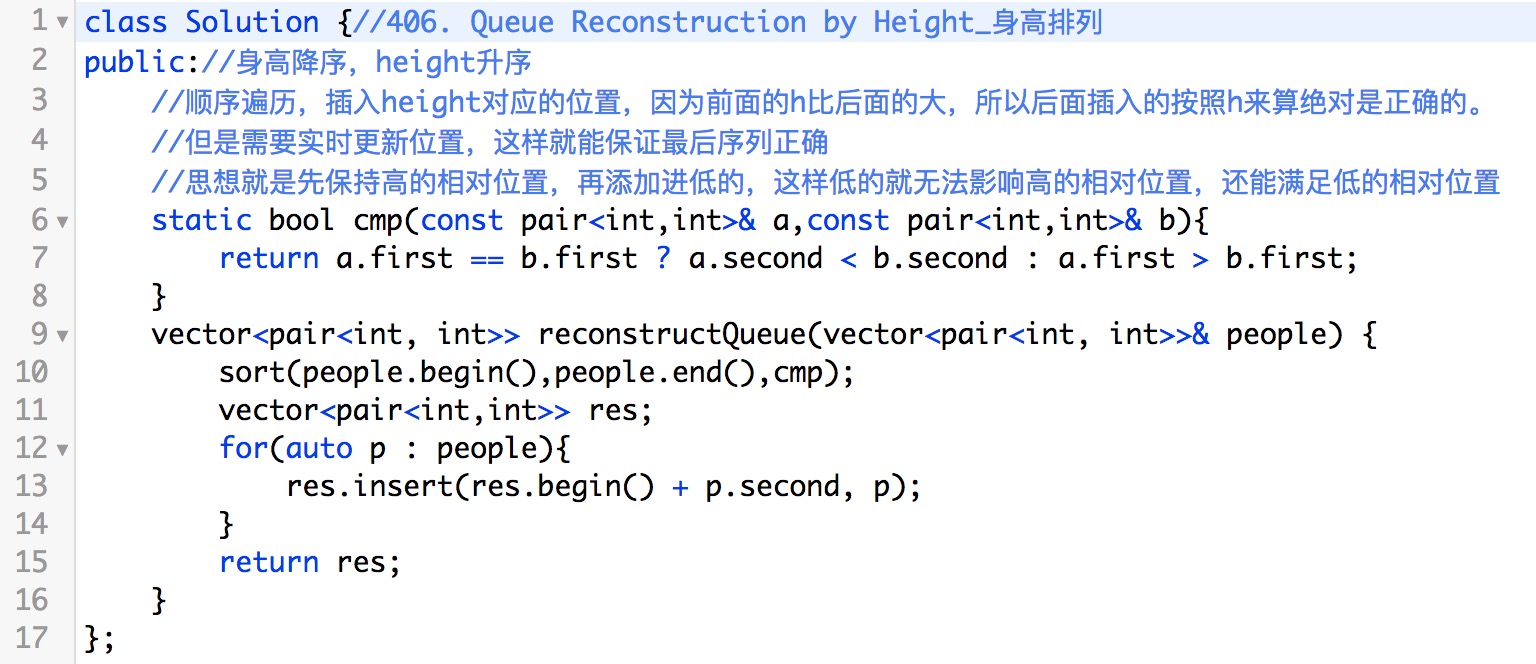 1 class Solution {//406. Queue Reconstruction by Height_身高排列
2 public://身高降序，height升序
3 //顺序遍历，插入height对应的位置，因为前面的h比后面的大，所以后面插入的按照h来算绝对是正确的。
4 //但是需要实时更新位置，这样就能保证最后序列正确
5 //思想就是先保持高的相对位置，再添加进低的，这样低的就无法影响高的相对位置，还能满足低的相对位置
6 static bool cmp(const pair<int,int>& a,const pair<int,int>& b){
7 return a.first == b.first ? a.second < b.second : a.first > b.first;
8 }
9 vector<pair<int, int>> reconstructQueue(vector<pair<int, int>>& people) {
10 sort(people.begin(),people.end(),cmp);
11 vector<pair<int,int>> res;
12 for(auto p : people){
13 res.insert(res.begin() + p.second, p);
14 }
15 return res;
16 }
17 };